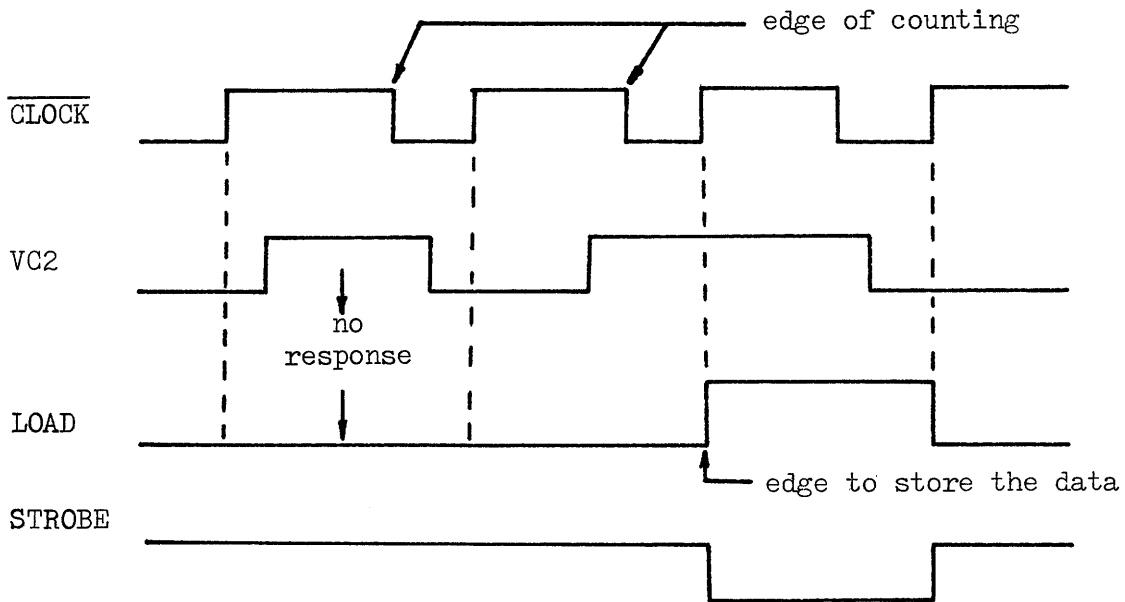 edge of counting
CLOCK
VC2
no
response
LOAD
edge to store the data
STROBE